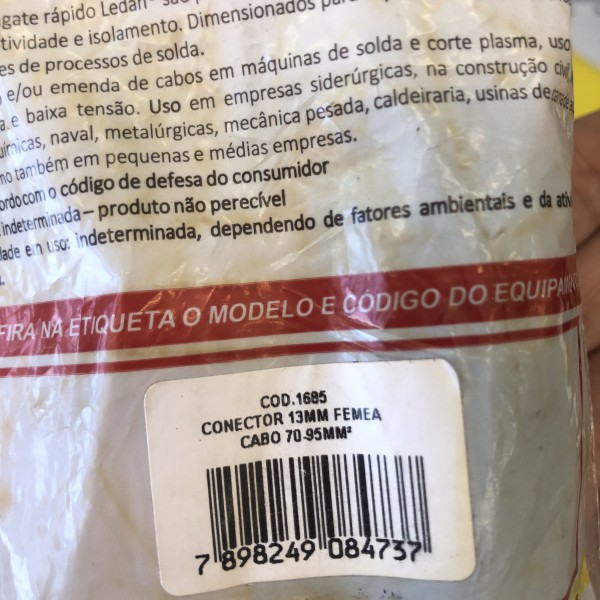 gate rápido Ledan
tividade e isolamento. Dimensionados para
es de processos de solda.
e/ou emenda de cabos em máquinas de solda e corte plasma, uso
a e baixa tensão. Uso em empresas siderúrgicas, na construção civil,
uímicas, naval, metalúrgicas, mecânica pesada, caldeiraria, usinas de
mo também em pequenas e médias empresas.
ordo com o código de defesa do consumidor
indeterminada – produto não perecível
dade em uso: indeterminada, dependendo de fatores ambientais e da ativ
FIRA NA ETIQUETA O MODELO E CÓDIGO DO EQUIPAMENT
COD.1685
CONECTOR 13MM FEMEA
CABO 70-95MM²
7 898249 084737